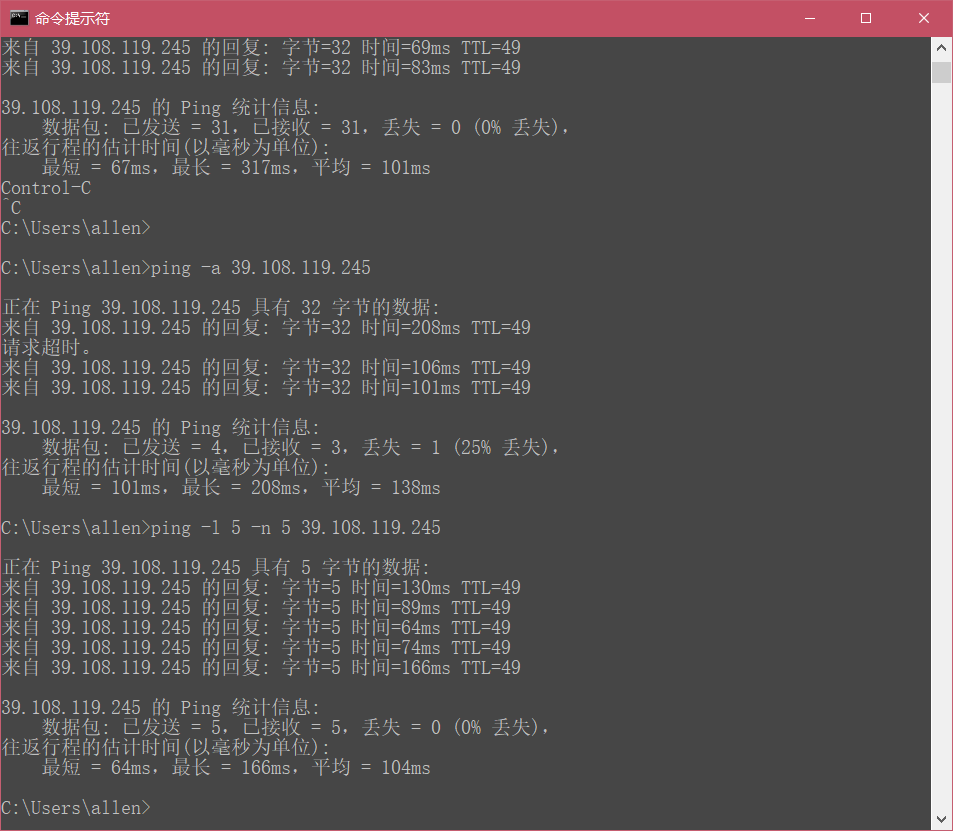 命令提示符
来自 39.108.119.245 的回复: 字节=32 时间=69ms TTL=49
来自 39.108.119.245 的回复: 字节=32 时间=83ms TTL=49
39.108.119.245 的 Ping 统计信息:
    数据包: 已发送 = 31，已接收 = 31，丢失 = 0 (0% 丢失)，
往返行程的估计时间(以毫秒为单位):
    最短 = 67ms，最长 = 317ms，平均 = 101ms
Control-C
^C
C:\Users\allen>
C:\Users\allen>ping -a 39.108.119.245
正在 Ping 39.108.119.245 具有 32 字节的数据:
来自 39.108.119.245 的回复: 字节=32 时间=208ms TTL=49
请求超时。
来自 39.108.119.245 的回复: 字节=32 时间=106ms TTL=49
来自 39.108.119.245 的回复: 字节=32 时间=101ms TTL=49
39.108.119.245 的 Ping 统计信息:
    数据包: 已发送 = 4，已接收 = 3，丢失 = 1 (25% 丢失)，
往返行程的估计时间(以毫秒为单位):
    最短 = 101ms，最长 = 208ms，平均 = 138ms
C:\Users\allen>ping -l 5 -n 5 39.108.119.245
正在 Ping 39.108.119.245 具有 5 字节的数据:
来自 39.108.119.245 的回复: 字节=5 时间=130ms TTL=49
来自 39.108.119.245 的回复: 字节=5 时间=89ms TTL=49
来自 39.108.119.245 的回复: 字节=5 时间=64ms TTL=49
来自 39.108.119.245 的回复: 字节=5 时间=74ms TTL=49
来自 39.108.119.245 的回复: 字节=5 时间=166ms TTL=49
39.108.119.245 的 Ping 统计信息:
    数据包: 已发送 = 5，已接收 = 5，丢失 = 0 (0% 丢失)，
往返行程的估计时间(以毫秒为单位):
    最短 = 64ms，最长 = 166ms，平均 = 104ms
C:\Users\allen>